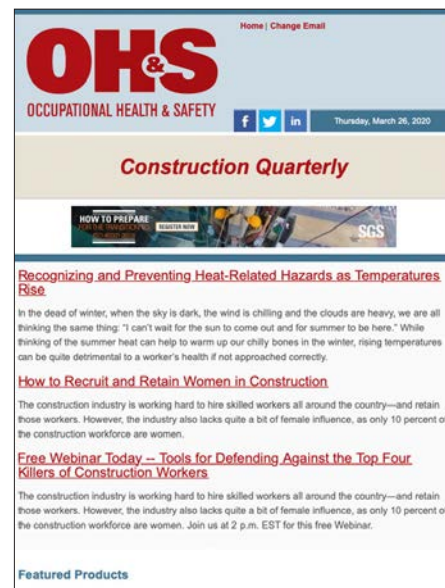 Home | Change Email
OH&S
OCCUPATIONAL HEALTH & SAFETY
f in
Thursday, March 26, 2020
Construction Quarterly
HOW TO PREPARE
FOR THE TRANSITION TO
REGISTER NOW
SGS
Recognizing and Preventing Heat-Related Hazards as Temperatures
Rise
In the dead of winter, when the sky is dark, the wind is chilling and the clouds are heavy, we are all
thinking the same thing: "I can't wait for the sun to come out and for summer to be here." While
thinking of the summer heat can help to warm up our chilly bones in the winter, rising temperatures
can be quite detrimental to a worker's health if not approached correctly.
How to Recruit and Retain Women in Construction
The construction industry is working hard to hire skilled workers all around the country—and retain
those workers. However, the industry also lacks quite a bit of female influence, as only 10 percent o
the construction workforce are women.
Free Webinar Today -- Tools for Defending Against the Top Four
Killers of Construction Workers
The construction industry is working hard to hire skilled workers all around the country—and retain
those workers. However, the industry also lacks quite a bit of female influence, as only 10 percent o
the construction workforce are women. Join us at 2 p.m. EST for this free Webinar.
Featured Products